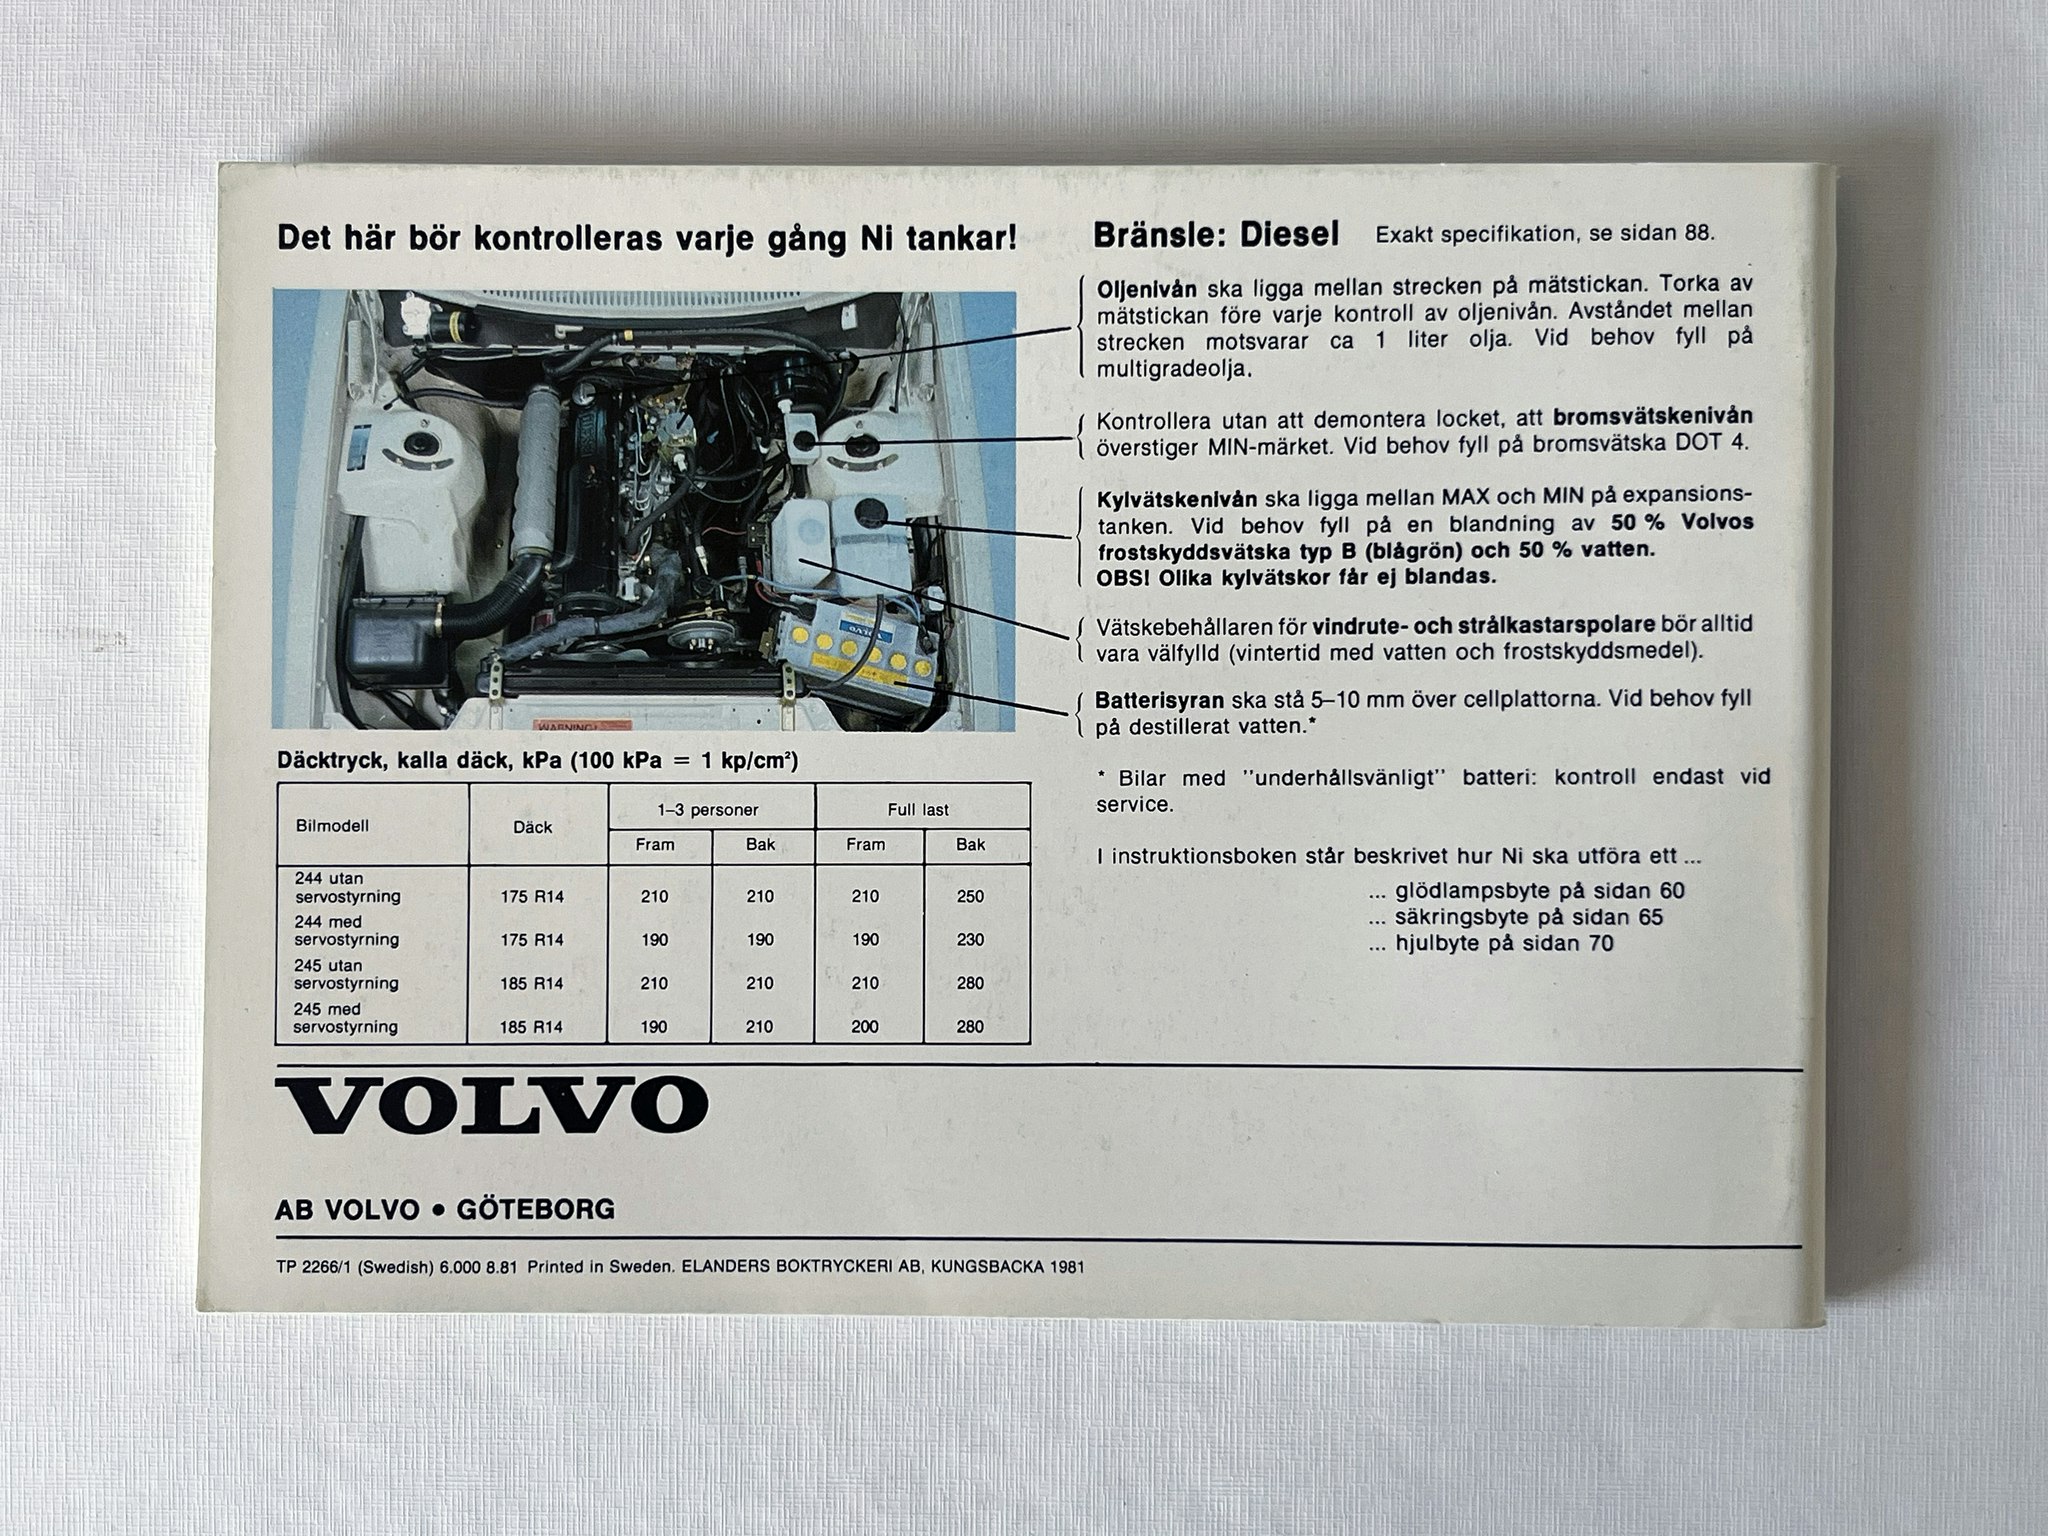 Det här bör kontrolleras varje gång Ni tankar!
WARNING!
VOLVO
Däcktryck, kalla däck, kPa (100 kPa = 1 kp/cm²)
Bilmodell Däck 1–3 personer Full last
Fram Bak Fram Bak
244 utan
servostyrning 175 R14 210 210 210 250
244 med
servostyrning 175 R14 190 190 190 230
245 utan
servostyrning 185 R14 210 210 210 280
245 med
servostyrning 185 R14 190 210 200 280
Bränsle: Diesel Exakt specifikation, se sidan 88.
Oljenivån ska ligga mellan strecken på mätstickan. Torka av
mätstickan före varje kontroll av oljenivån. Avståndet mellan
strecken motsvarar ca 1 liter olja. Vid behov fyll på
multigradeolja.
Kontrollera utan att demontera locket, att bromsvätskenivån
överstiger MIN-märket. Vid behov fyll på bromsvätska DOT 4.
Kylvätskenivån ska ligga mellan MAX och MIN på expansions-
tanken. Vid behov fyll på en blandning av 50 % Volvos
frostskyddsvätska typ B (blågrön) och 50 % vatten.
OBS! Olika kylvätskor får ej blandas.
Vätskebehållaren för vindrute- och strålkastarspolare bör alltid
vara välfylld (vintertid med vatten och frostskyddsmedel).
Batterisyran ska stå 5–10 mm över cellplattorna. Vid behov fyll
på destillerat vatten.*
* Bilar med ''underhållsvänligt'' batteri: kontroll endast vid
service.
I instruktionsboken står beskrivet hur Ni ska utföra ett ...
... glödlampsbyte på sidan 60
... säkringsbyte på sidan 65
... hjulbyte på sidan 70
VOLVO
AB VOLVO • GÖTEBORG
TP 2266/1 (Swedish) 6.000 8.81 Printed in Sweden. ELANDERS BOKTRYCKERI AB, KUNGSBACKA 1981